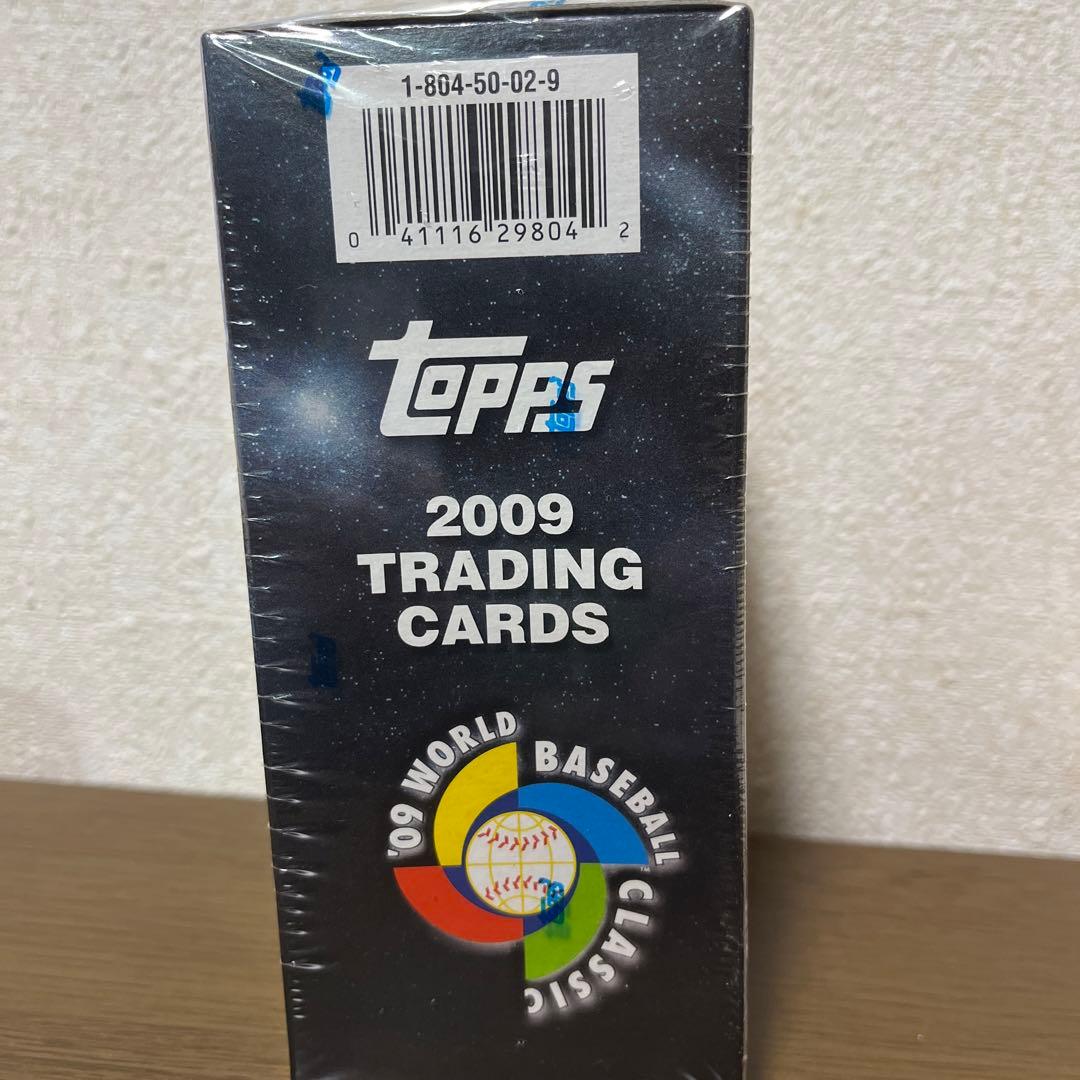 1-804-50-02-9
0 41116 29804 2
topps
2009
TRADING
CARDS
'09 WORLD BASEBALL CLASSIC